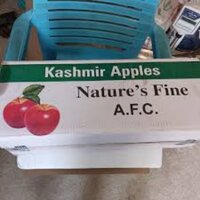 Kashmir Apples
Nature's Fine
A.F.C.